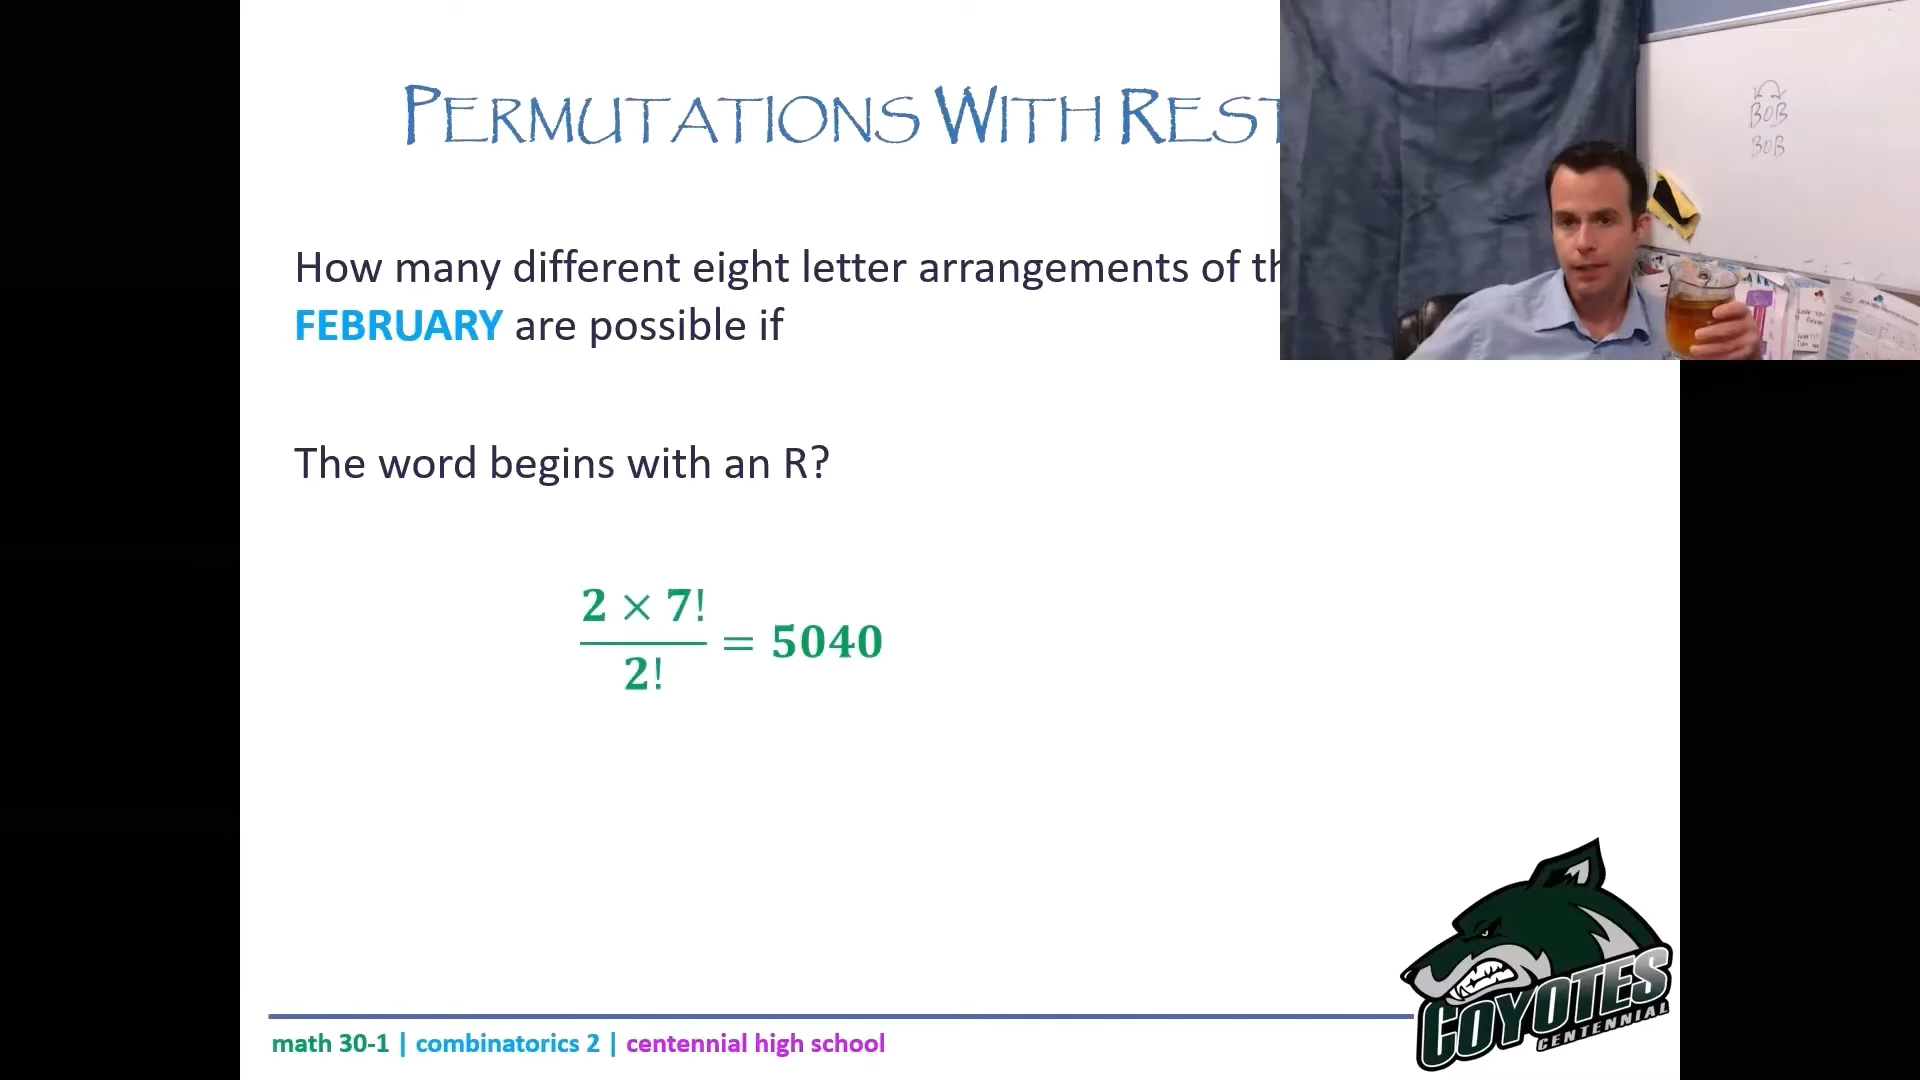 PERMUTATIONS WITH REST
How many different eight letter arrangements of th
FEBRUARY are possible if
The word begins with an R?
2 × 7!
2!
= 5040
BOB
BOB
COYOTES
CENTENNIAL
math 30-1 | combinatorics 2 | centennial high school